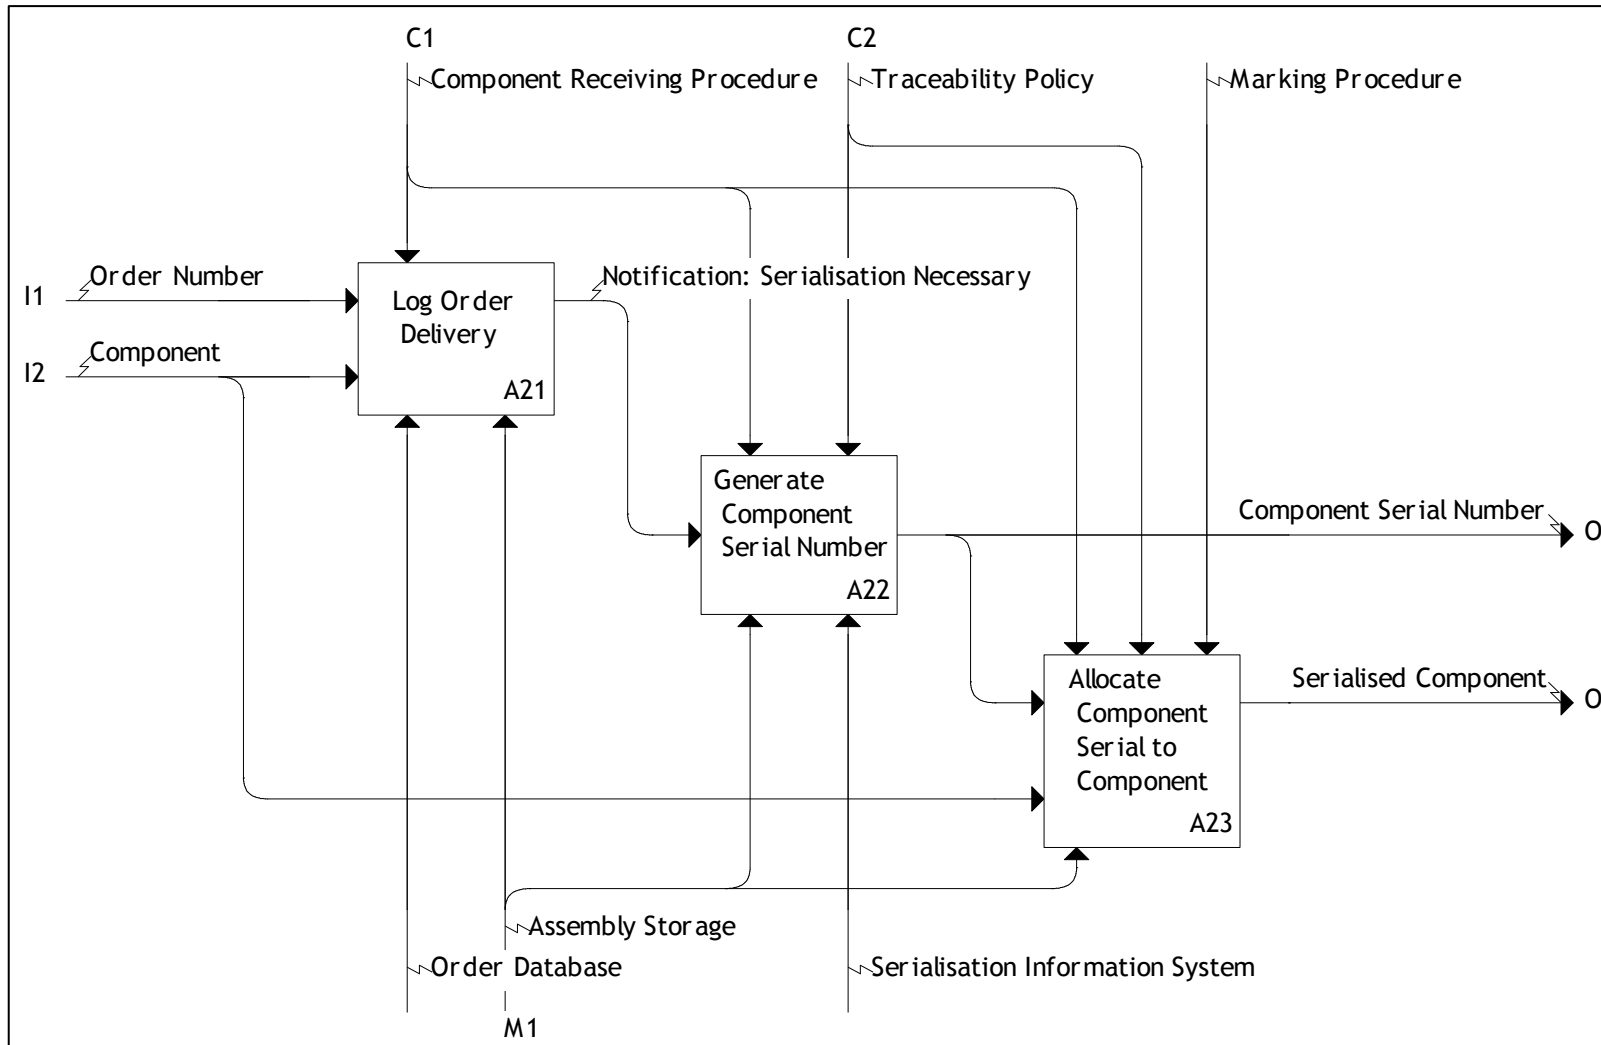 C1
C2
Component Receiving Procedure
Traceability Policy
Marking Procedure
I1
Order Number
Notification: Serialisation Necessary
Log Order
Delivery
A21
I2
Component
Generate
Component
Serial Number
A22
Component Serial Number
O
Allocate
Component
Serial to
Component
A23
Serialised Component
O
Assembly Storage
Order Database
Serialisation Information System
M1